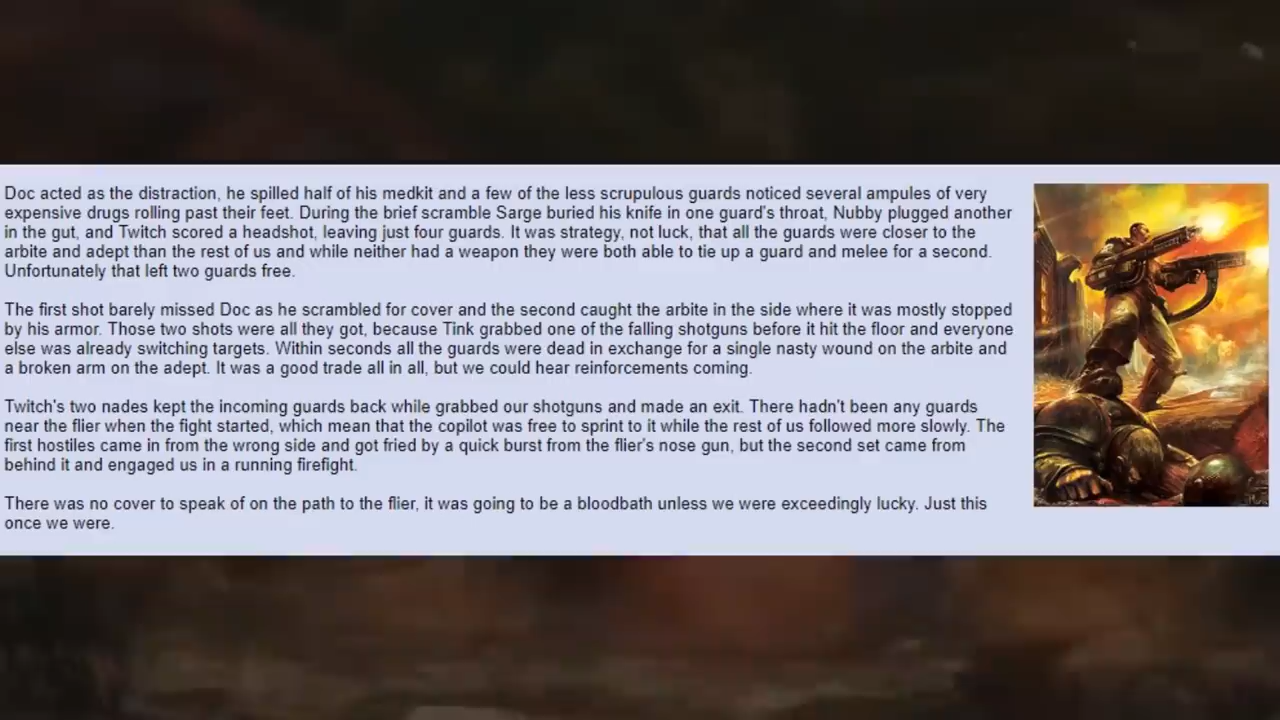 Doc acted as the distraction, he spilled half of his medkit and a few of the less scrupulous guards noticed several ampules of very
expensive drugs rolling past their feet. During the brief scramble Sarge buried his knife in one guard's throat, Nubby plugged another
in the gut, and Twitch scored a headshot, leaving just four guards. It was strategy, not luck, that all the guards were closer to the
arbite and adept than the rest of us and while neither had a weapon they were both able to tie up a guard and melee for a second.
Unfortunately that left two guards free.
The first shot barely missed Doc as he scrambled for cover and the second caught the arbite in the side where it was mostly stopped
by his armor. Those two shots were all they got, because Tink grabbed one of the falling shotguns before it hit the floor and everyone
else was already switching targets. Within seconds all the guards were dead in exchange for a single nasty wound on the arbite and
a broken arm on the adept. It was a good trade all in all, but we could hear reinforcements coming.
Twitch's two nades kept the incoming guards back while grabbed our shotguns and made an exit. There hadn't been any guards
near the flier when the fight started, which mean that the copilot was free to sprint to it while the rest of us followed more slowly. The
first hostiles came in from the wrong side and got fried by a quick burst from the flier's nose gun, but the second set came from
behind it and engaged us in a running firefight.
There was no cover to speak of on the path to the flier, it was going to be a bloodbath unless we were exceedingly lucky. Just this
once we were.